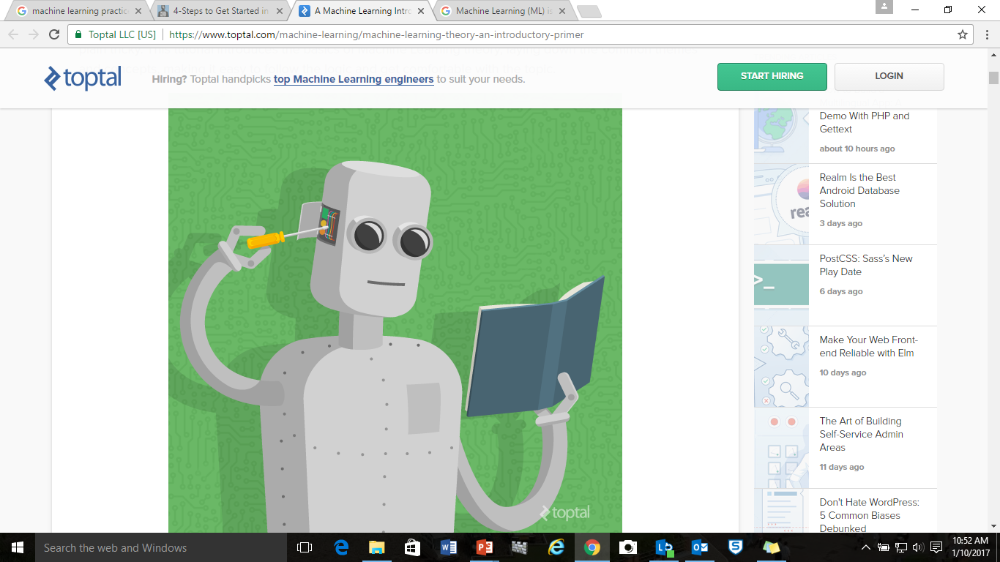 machine learning practic
4-Steps to Get Started in
A Machine Learning Intro
Machine Learning (ML) is
Toptal LLC [US]
https://www.toptal.com/machine-learning/machine-learning-theory-an-introductory-primer
toptal
Hiring? Toptal handpicks top Machine Learning engineers to suit your needs.
START HIRING
LOGIN
Demo With PHP and
Gettext
about 10 hours ago
Realm Is the Best
Android Database
Solution
3 days ago
rea
PostCSS: Sass's New
Play Date
6 days ago
>_
Make Your Web Front-
end Reliable with Elm
10 days ago
The Art of Building
Self-Service Admin
Areas
11 days ago
Don't Hate WordPress:
5 Common Biases
Debunked
toptal
Search the web and Windows
10:52 AM
1/10/2017